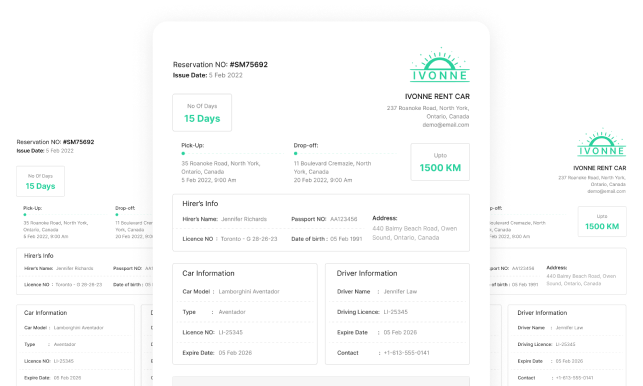 Reservation NO: #SM75692
Issue Date: 5 Feb 2022
IVONNE
IVONNE RENT CAR
237 Roanoke Road, North York,
Ontario, Canada
demo@email.com
No Of Days
15 Days
Pick-Up:
35 Roanoke Road, North York,
York, Canada
5 Feb 2022, 9:00 Am
Drop-off:
11 Boulevard Cremazie, North
York, Canada
20 Feb 2022, 9:00 Am
Upto
1500 KM
Hirer's Info
Hirer's Name: Jennifer Richards Passport NO: AA123456
Licence NO : Toronto - G 28-26-23 Date of birth : 05 Feb 1991
Address:
440 Balmy Beach Road, Owen
Sound, Ontario, Canada
Car Information
Car Model : Lamborghini Aventador
Type : Aventador
Licence NO: LI-25345
Expire Date: 05 Feb 2026
Driver Information
Driver Name : Jennifer Law
Driving Licence: LI-25345
Expire Date : 05 Feb 2026
Contact : +1-613-555-0141
Reservation NO: #SM75692
Issue Date: 5 Feb 2022
No Of Days
15 Days
Pick-Up:
35 Roanoke Road, North York,
York, Canada
5 Feb 2022, 9:00 Am
Drop-off:
11 Boulevard Crem
York, Canada
20 Feb 2022, 9:0
Hirer's Info
Hirer's Name: Jennifer Richards Passport NO: AA1
Licence NO : Toronto - G 28-26-23 Date of birth : 05
Car Information
Car Model : Lamborghini Aventador
Type : Aventador
Licence NO: LI-25345
Expire Date: 05 Feb 2026
IVONNE
IVONNE RENT CAR
237 Roanoke Road, North York,
Ontario, Canada
demo@email.com
p-off:
ulevard Cremazie, North
Canada
eb 2022, 9:00 Am
Upto
1500 KM
port NO: AA123456
of birth : 05 Feb 1991
Address:
440 Balmy Beach Road, Owen
Sound, Ontario, Canada
Driver Information
Driver Name : Jennifer Law
Driving Licence: LI-25345
Expire Date : 05 Feb 2026
Contact : +1-613-555-0141